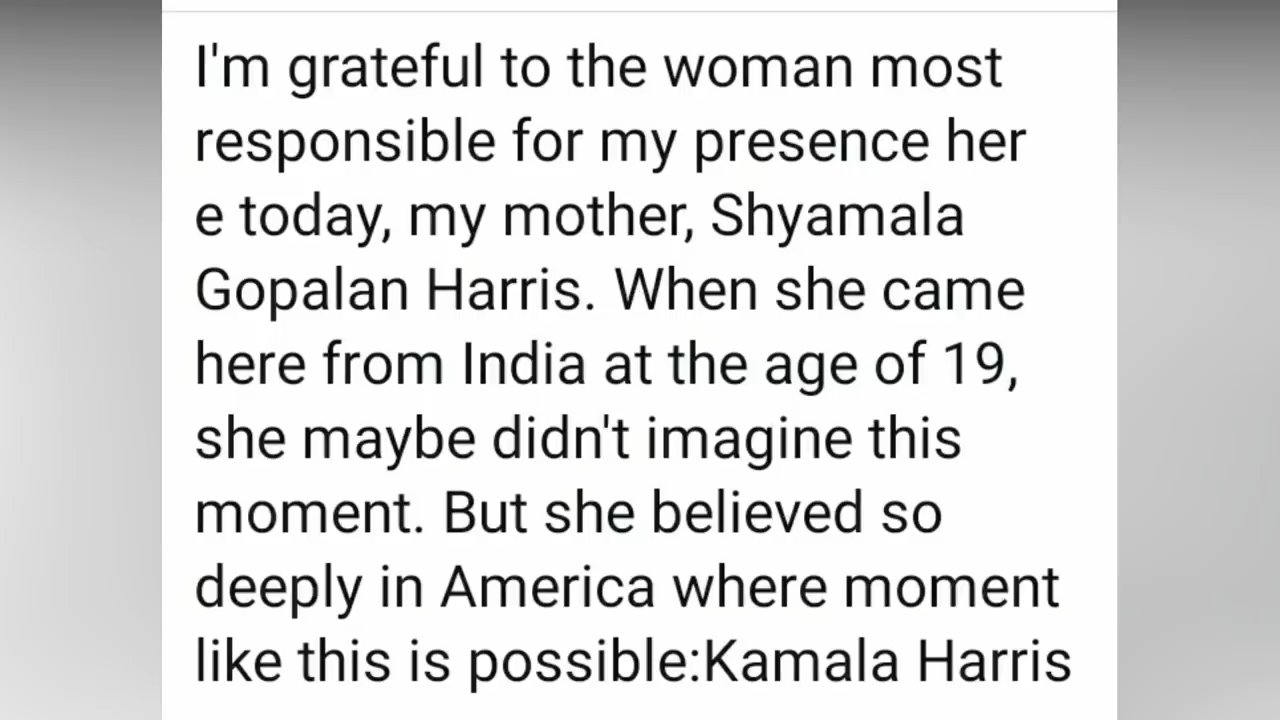 I'm grateful to the woman most
responsible for my presence her
e today, my mother, Shyamala
Gopalan Harris. When she came
here from India at the age of 19,
she maybe didn't imagine this
moment. But she believed so
deeply in America where moment
like this is possible:Kamala Harris